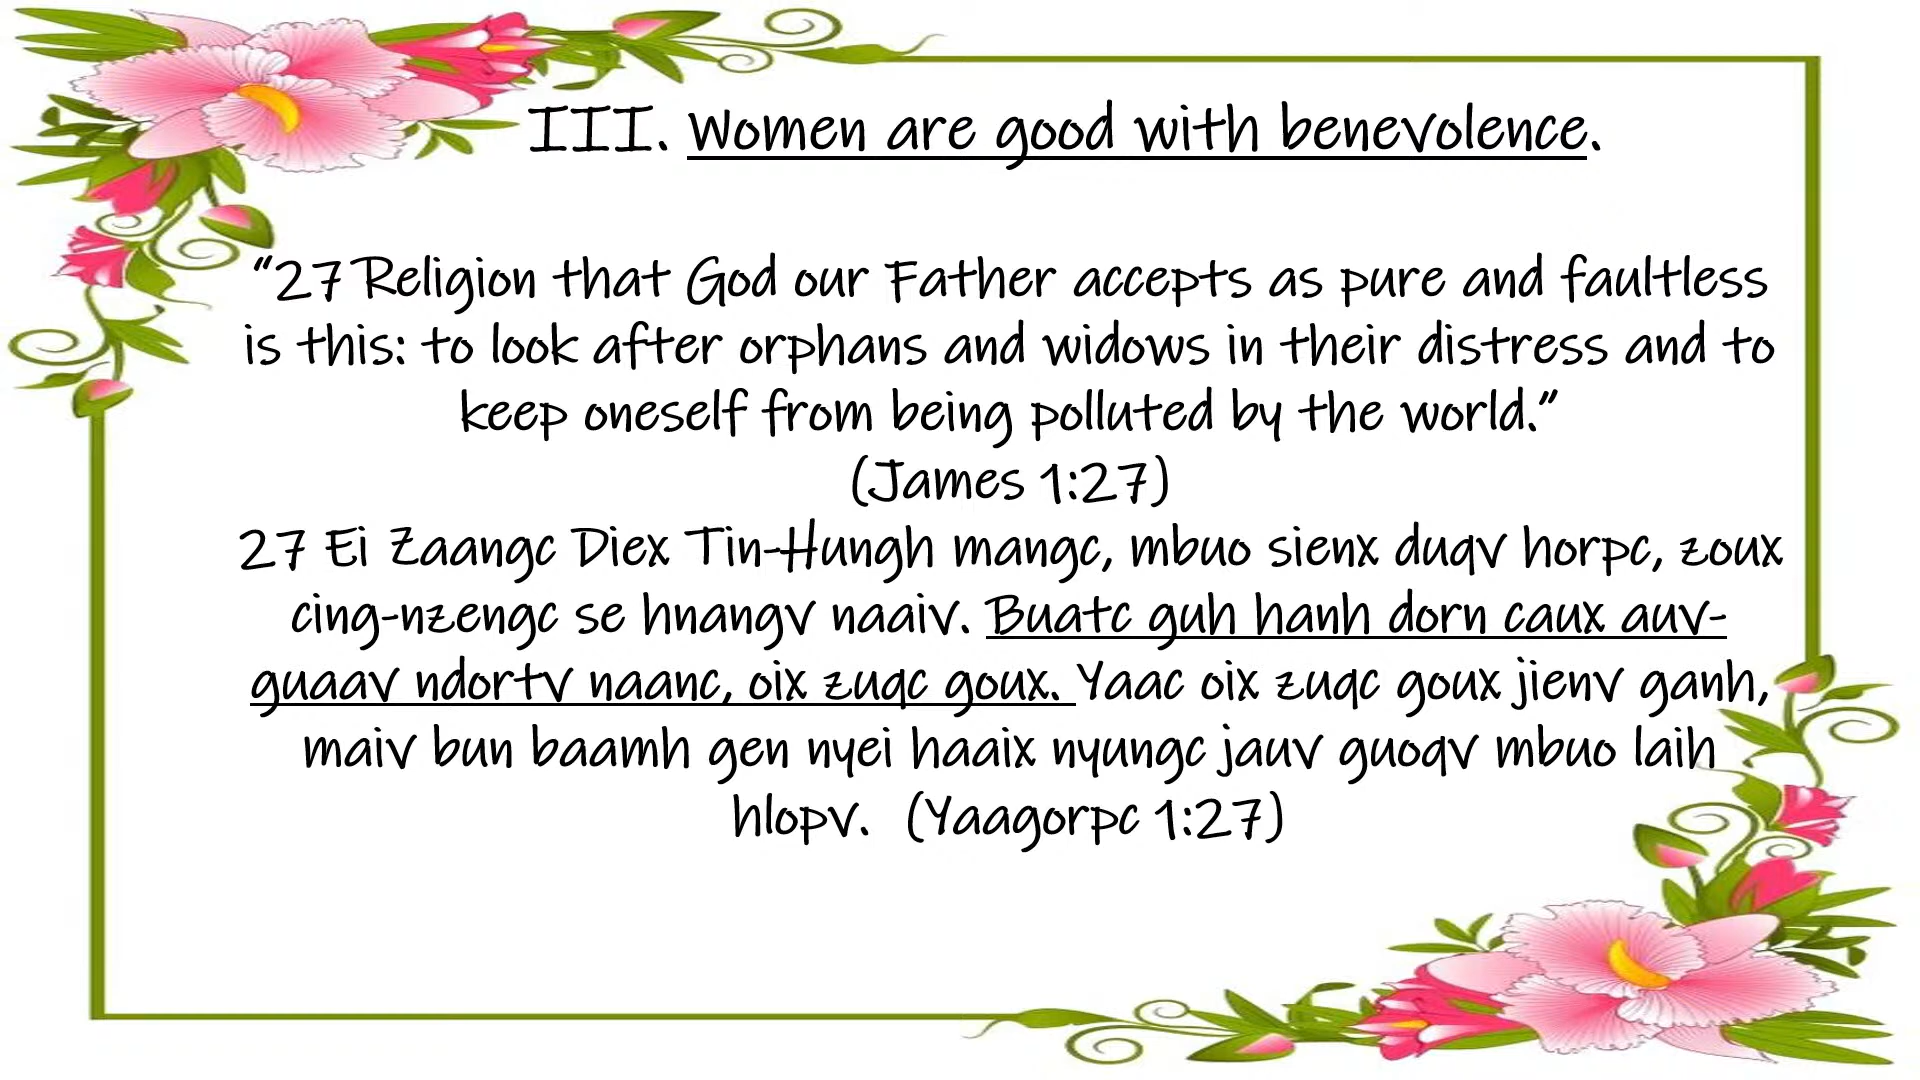 III. Women are good with benevolence.
“27 Religion that God our Father accepts as pure and faultless
is this: to look after orphans and widows in their distress and to
keep oneself from being polluted by the world.”
(James 1:27)
27 Ei Zaangc Diex Tin-Hungh mangc, mbuo sienx duqv horpc, zoux
cing-nzengc se hnangv naaiv. Buatc guh hanh dorn caux auv-
guaav ndortv naanc, oix zuqc goux. Yaac oix zuqc goux jienv ganh,
maiv bun baamh gen nyei haaix nyungc jauv guoqv mbuo laih
hlopv. (Yaagorpc 1:27)